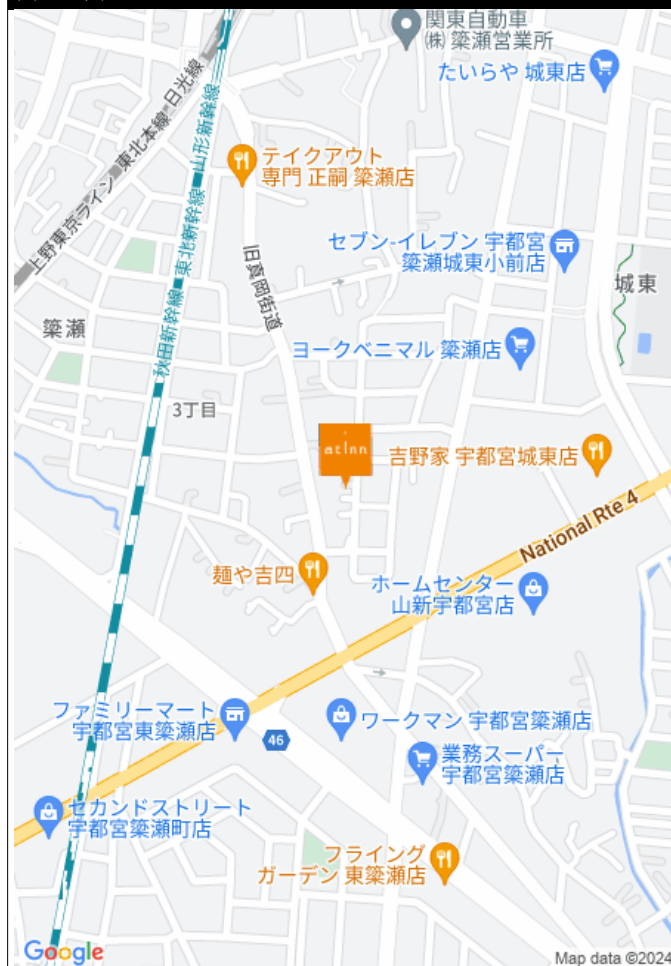 関東自動車
㈱ 簗瀬営業所
たいらや 城東店
上野東京ライン・東北本線・日光線
秋田新幹線・東北新幹線・山形新幹線
テイクアウト
専門 正嗣 簗瀬店
旧真岡街道
セブン-イレブン 宇都宮
簗瀬城東小前店
城東
簗瀬
ヨークベニマル 簗瀬店
3丁目
at inn
吉野家 宇都宮城東店
National Rte 4
麺や吉四
ホームセンター
山新宇都宮店
ファミリーマート
宇都宮東簗瀬店
46
ワークマン 宇都宮簗瀬店
業務スーパー
宇都宮簗瀬店
セカンドストリート
宇都宮簗瀬町店
フライング
ガーデン 東簗瀬店
Google
Map data ©2024